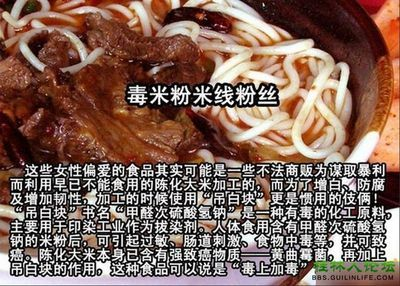 毒米粉米线粉丝
这些女性偏爱的食品其实可能是一些不法商贩为谋取暴利
而利用早已不能食用的陈化大米加工的，而为了增白、防腐
及增加韧性，加工的时候使用“吊白块”更是惯用的伎俩！
“吊白块”书名“甲醛次硫酸氢钠”是一种有毒的化工原料，
主要用于印染工业作为拔染剂。人体食用含有甲醛次硫酸氢
钠的米粉后，可引起过敏、肠道刺激、食物中毒等，并可致
癌。陈化大米本身已含有强致癌物质——黄曲霉菌，再加上
吊白块的作用，这种食品可以说是“毒上加毒”
桂林人论坛
BBS.GUILINLIFE.COM